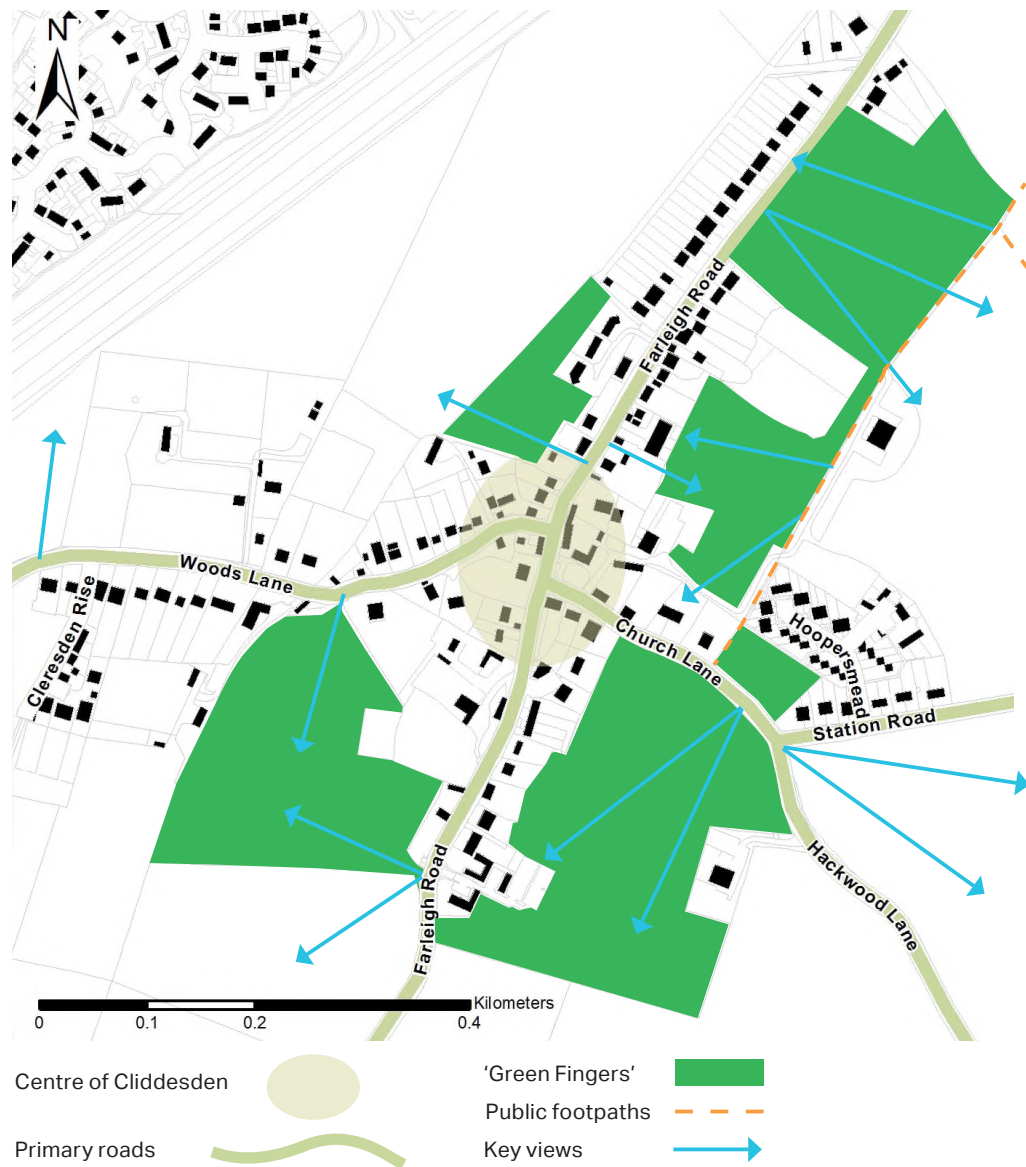 N
Farleigh Road
Woods Lane
Cleresden Rise
Church Lane
Hoopersmead
Station Road
Hackwood Lane
Farleigh Road
Kilometers
0 0.1 0.2 0.4
Centre of Cliddesden
'Green Fingers'
Public footpaths
Primary roads
Key views